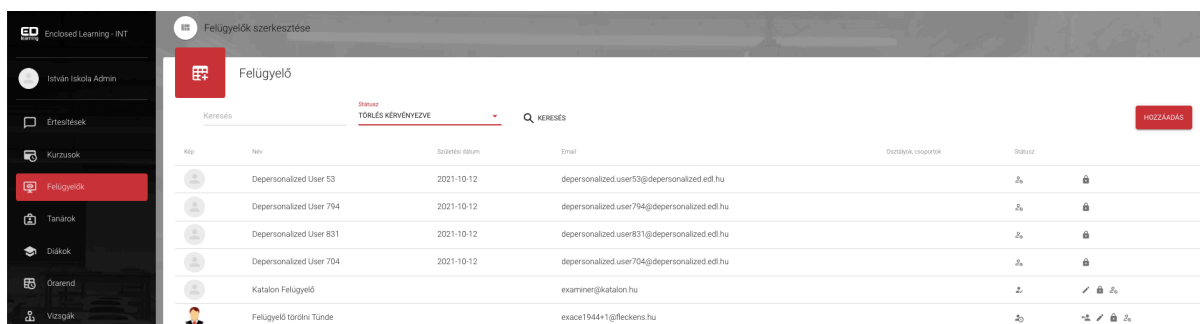 ED
learning
Enclosed Learning - INT
Felügyelők szerkesztése
István Iskola Admin
Felügyelő
Értesítések
Kurzusok
Felügyelők
Tanárok
Diákok
Órarend
Vizsgák
Keresés
Státusz
TÖRLÉS KÉRVÉNYEZVE
KERESÉS
HOZZÁADÁS
Kép Név Születési dátum Email Osztályok, csoportok Státusz
Depersonalized User 53 2021-10-12 depersonalized.user53@depersonalized.edl.hu
Depersonalized User 794 2021-10-12 depersonalized.user794@depersonalized.edl.hu
Depersonalized User 831 2021-10-12 depersonalized.user831@depersonalized.edl.hu
Depersonalized User 704 2021-10-12 depersonalized.user704@depersonalized.edl.hu
Katalon Felügyelő examiner@katalon.hu
Felügyelő törölni Tünde exace1944+1@fleckens.hu